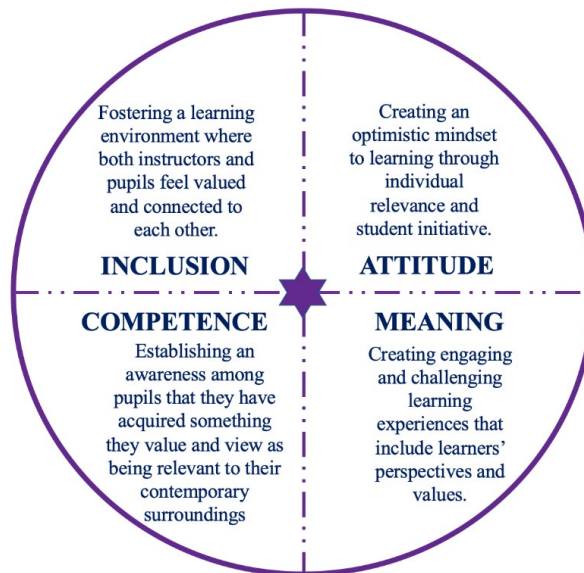 Fostering a learning
environment where
both instructors and
pupils feel valued
and connected to
each other.
INCLUSION
Creating an
optimistic mindset
to learning through
individual
relevance and
student initiative.
ATTITUDE
COMPETENCE
Establishing an
awareness among
pupils that they have
acquired something
they value and view as
being relevant to their
contemporary
surroundings
MEANING
Creating engaging
and challenging
learning
experiences that
include learners’
perspectives and
values.